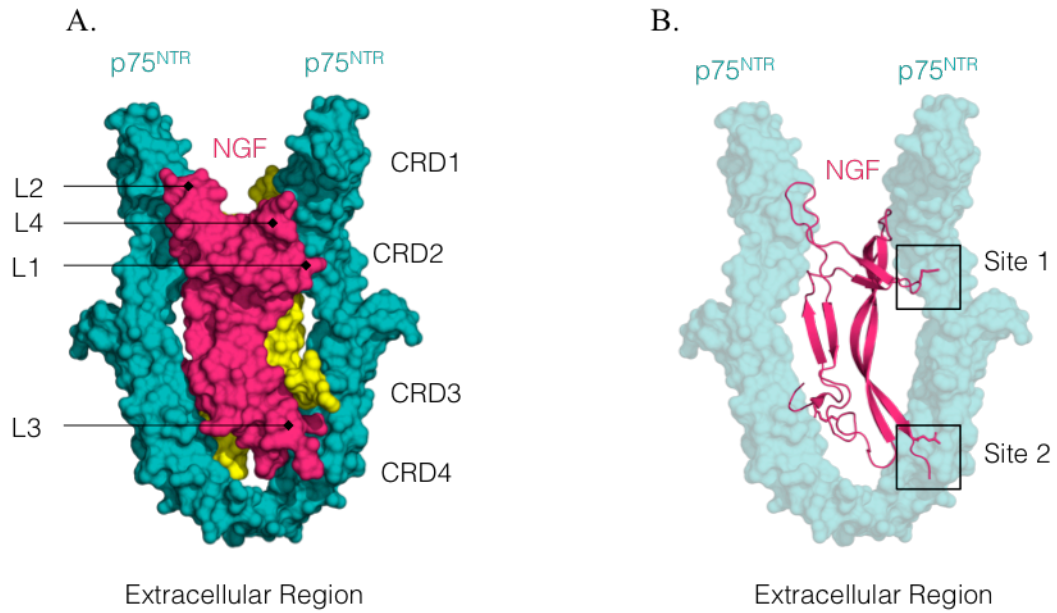 A.
p75NTR p75NTR
NGF
CRD1
L2
L4
CRD2
L1
CRD3
L3
CRD4
Extracellular Region
B.
p75NTR p75NTR
NGF
Site 1
Site 2
Extracellular Region